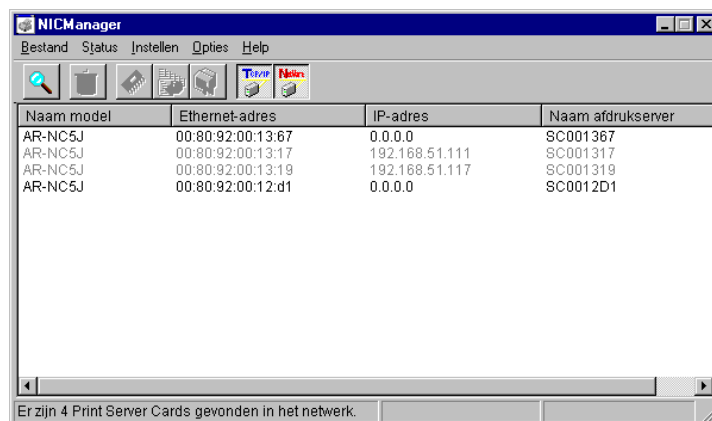 NICManager
Bestand Status Instellen Opties Help
TCP/IP NetWare
Naam model Ethernet-adres IP-adres Naam afdrukserver
AR-NC5J 00:80:92:00:13:67 0.0.0.0 SC001367
AR-NC5J 00:80:92:00:13:17 192.168.51.111 SC001317
AR-NC5J 00:80:92:00:13:19 192.168.51.117 SC001319
AR-NC5J 00:80:92:00:12:d1 0.0.0.0 SC0012D1
Er zijn 4 Print Server Cards gevonden in het netwerk.